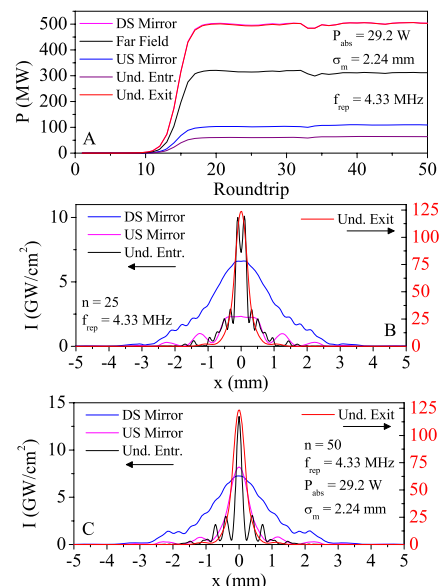 500
400
300
200
100
0
P (MW)
DS Mirror
Far Field
US Mirror
Und. Entr.
Und. Exit
P_abs = 29.2 W
σ_m = 2.24 mm
f_rep = 4.33 MHz
A
0 10 20 30 40 50
Roundtrip
10
5
0
I (GW/cm²)
DS Mirror
US Mirror
Und. Entr.
Und. Exit
n = 25
f_rep = 4.33 MHz
B
125
100
75
50
25
0
-5 -4 -3 -2 -1 0 1 2 3 4 5
x (mm)
15
10
5
0
I (GW/cm²)
DS Mirror
US Mirror
Und. Entr.
Und. Exit
n = 50
f_rep = 4.33 MHz
P_abs = 29.2 W
σ_m = 2.24 mm
C
125
100
75
50
25
0
-5 -4 -3 -2 -1 0 1 2 3 4 5
x (mm)